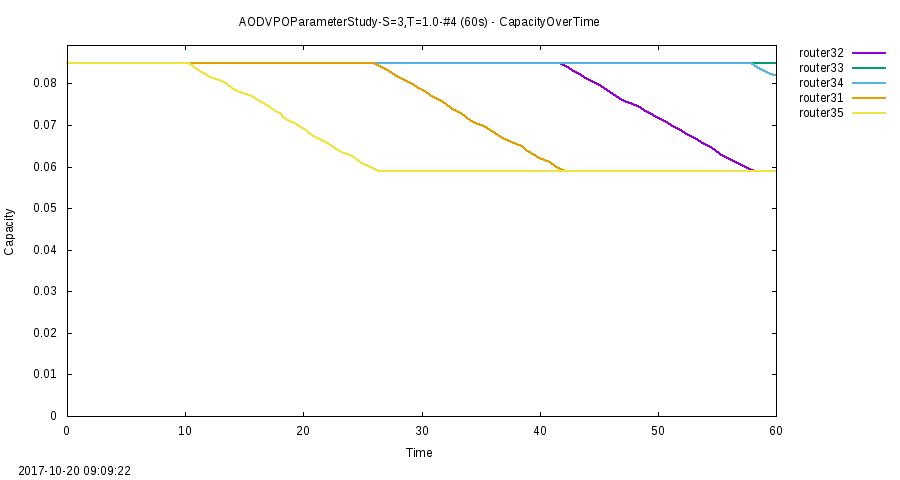 AODVPOParameterStudy-S=3,T=1.0-#4 (60s) - CapacityOverTime
router32
router33
router34
router31
router35
0.08
0.07
0.06
0.05
0.04
0.03
0.02
0.01
0
Capacity
0 10 20 30 40 50 60
Time
2017-10-20 09:09:22